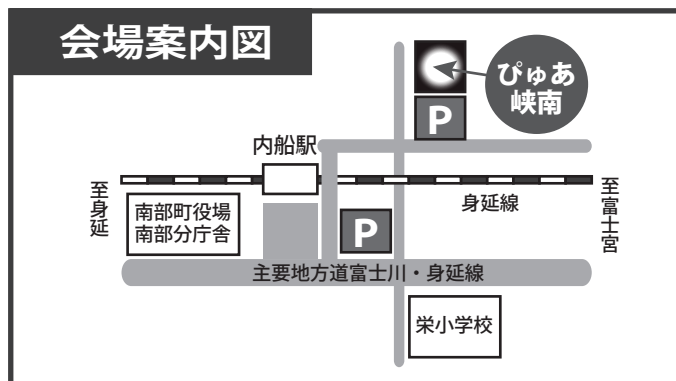 会場案内図
ぴゅあ
峡南
P
内船駅
至身延
身延線
至富士宮
南部町役場
南部分庁舎
P
主要地方道富士川・身延線
栄小学校